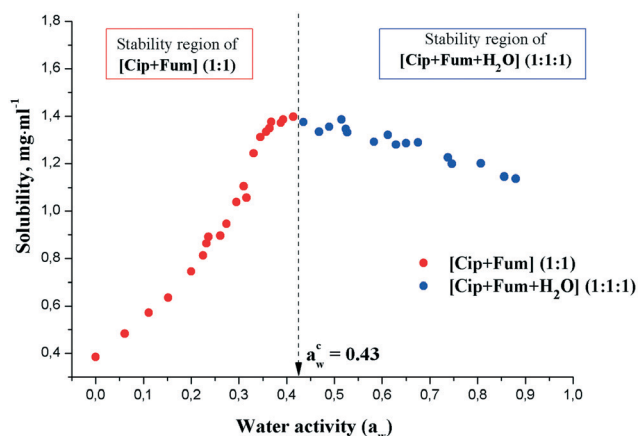 Stability region of
[Cip+Fum] (1:1)
Stability region of
[Cip+Fum+H₂O] (1:1:1)
Solubility, mg·ml⁻¹
1,8
1,6
1,4
1,2
1,0
0,8
0,6
0,4
[Cip+Fum] (1:1)
[Cip+Fum+H₂O] (1:1:1)
a_w^c = 0.43
0,0 0,1 0,2 0,3 0,4 0,5 0,6 0,7 0,8 0,9 1,0
Water activity (a_w)